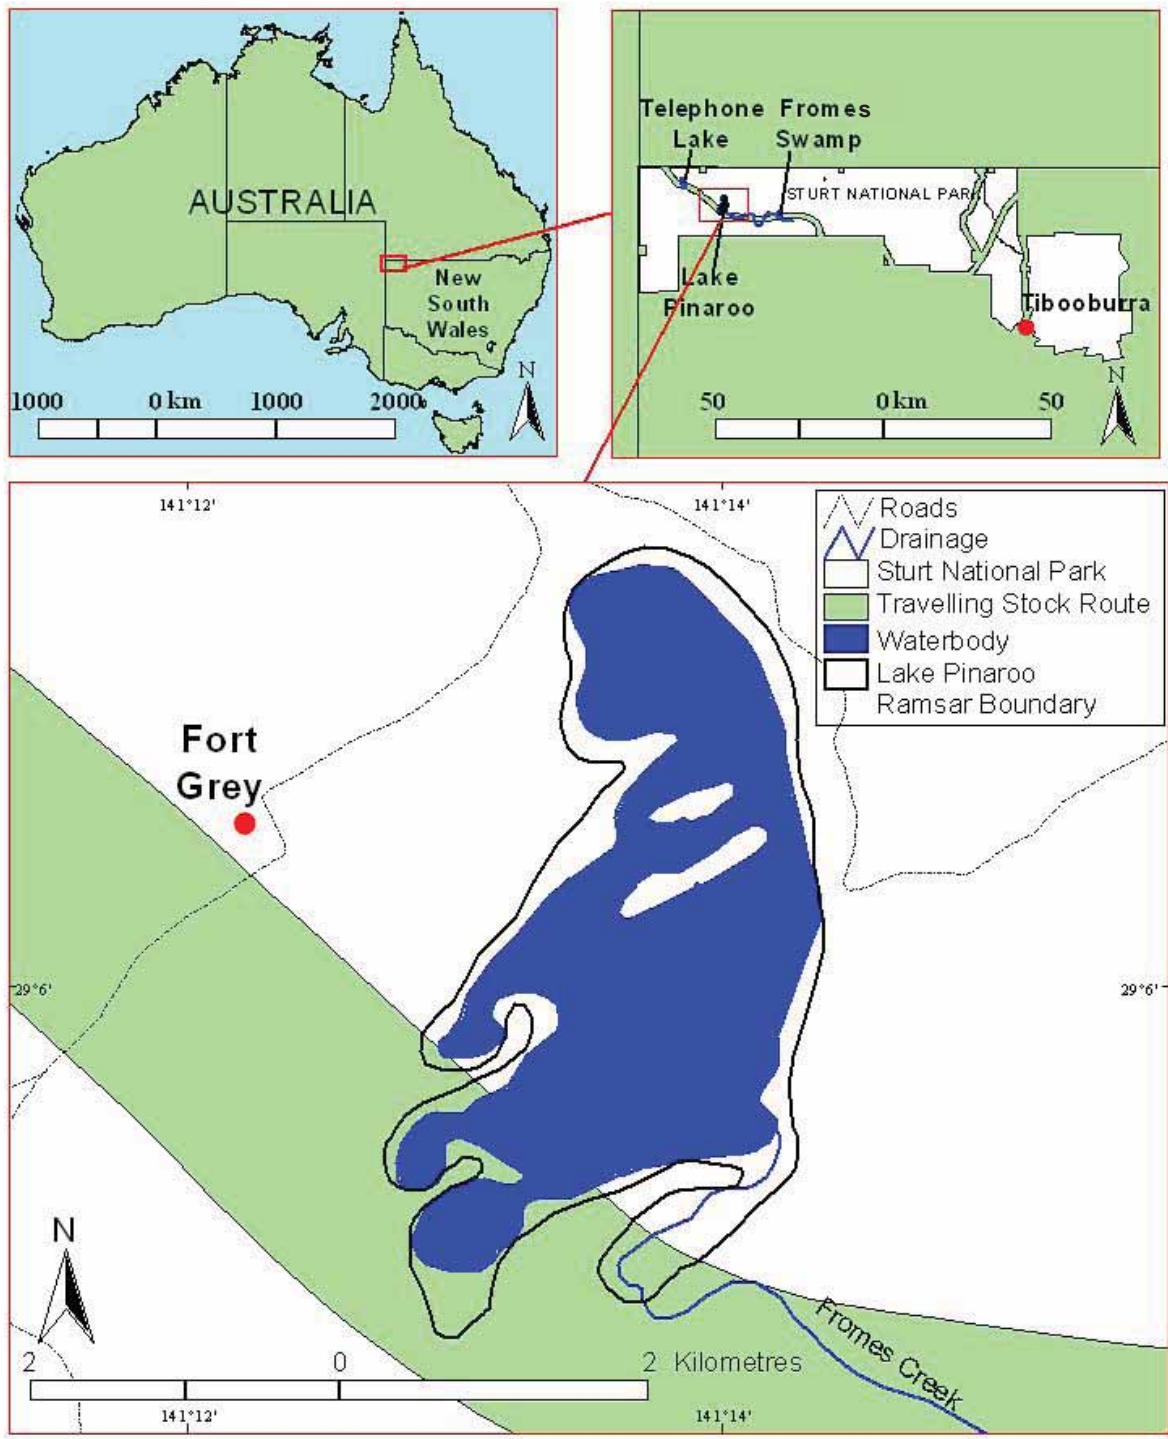 AUSTRALIA
New
South
Wales
N
1000 0 km 1000 2000
Telephone
Lake
Fromes
Swamp
STURT NATIONAL PARK
Lake
Pinaroo
Tibooburra
N
50 0 km 50
141°12' 141°14'
Roads
Drainage
Sturt National Park
Travelling Stock Route
Waterbody
Lake Pinaroo
Ramsar Boundary
Fort
Grey
29°6' 29°6'
N
2 0 2 Kilometres
Fromes Creek
141°12' 141°14'